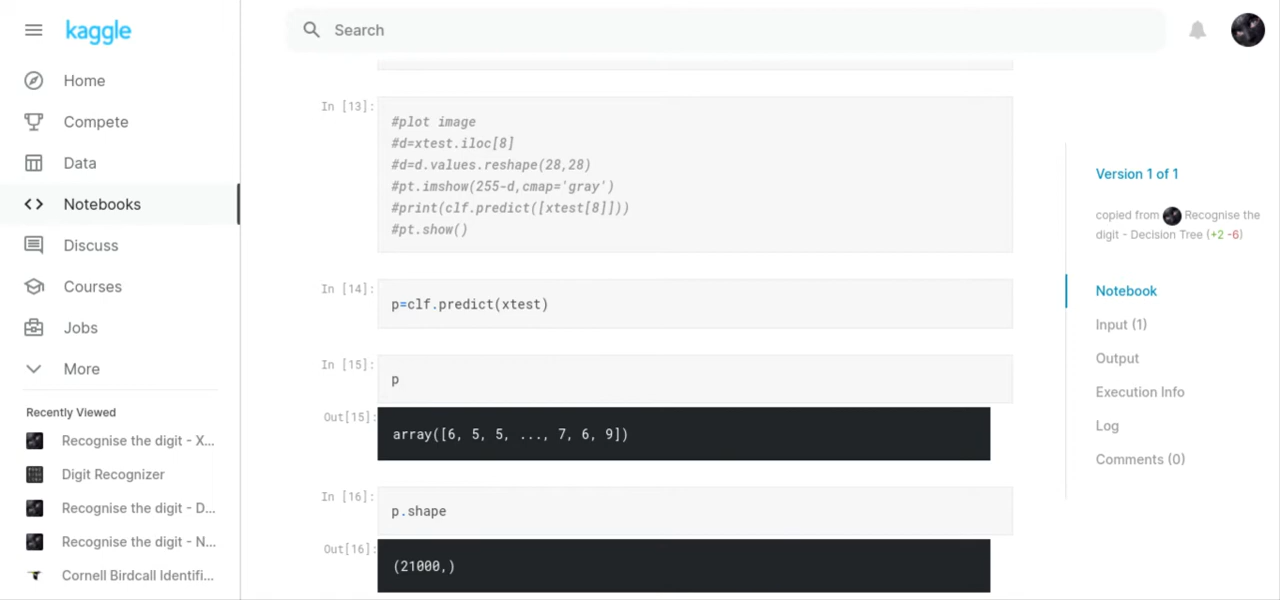 kaggle
Search
Home
Compete
Data
Notebooks
Discuss
Courses
Jobs
More
Recently Viewed
Recognise the digit - X...
Digit Recognizer
Recognise the digit - D...
Recognise the digit - N...
Cornell Birdcall Identifi...
In [13]:
#plot image
#d=xtest.iloc[8]
#d=d.values.reshape(28,28)
#pt.imshow(255-d,cmap='gray')
#print(clf.predict([xtest[8]]))
#pt.show()
In [14]:
p=clf.predict(xtest)
In [15]:
p
Out[15]:
array([6, 5, 5, ..., 7, 6, 9])
In [16]:
p.shape
Out[16]:
(21000,)
Version 1 of 1
copied from Recognise the
digit - Decision Tree (+2 -6)
Notebook
Input (1)
Output
Execution Info
Log
Comments (0)